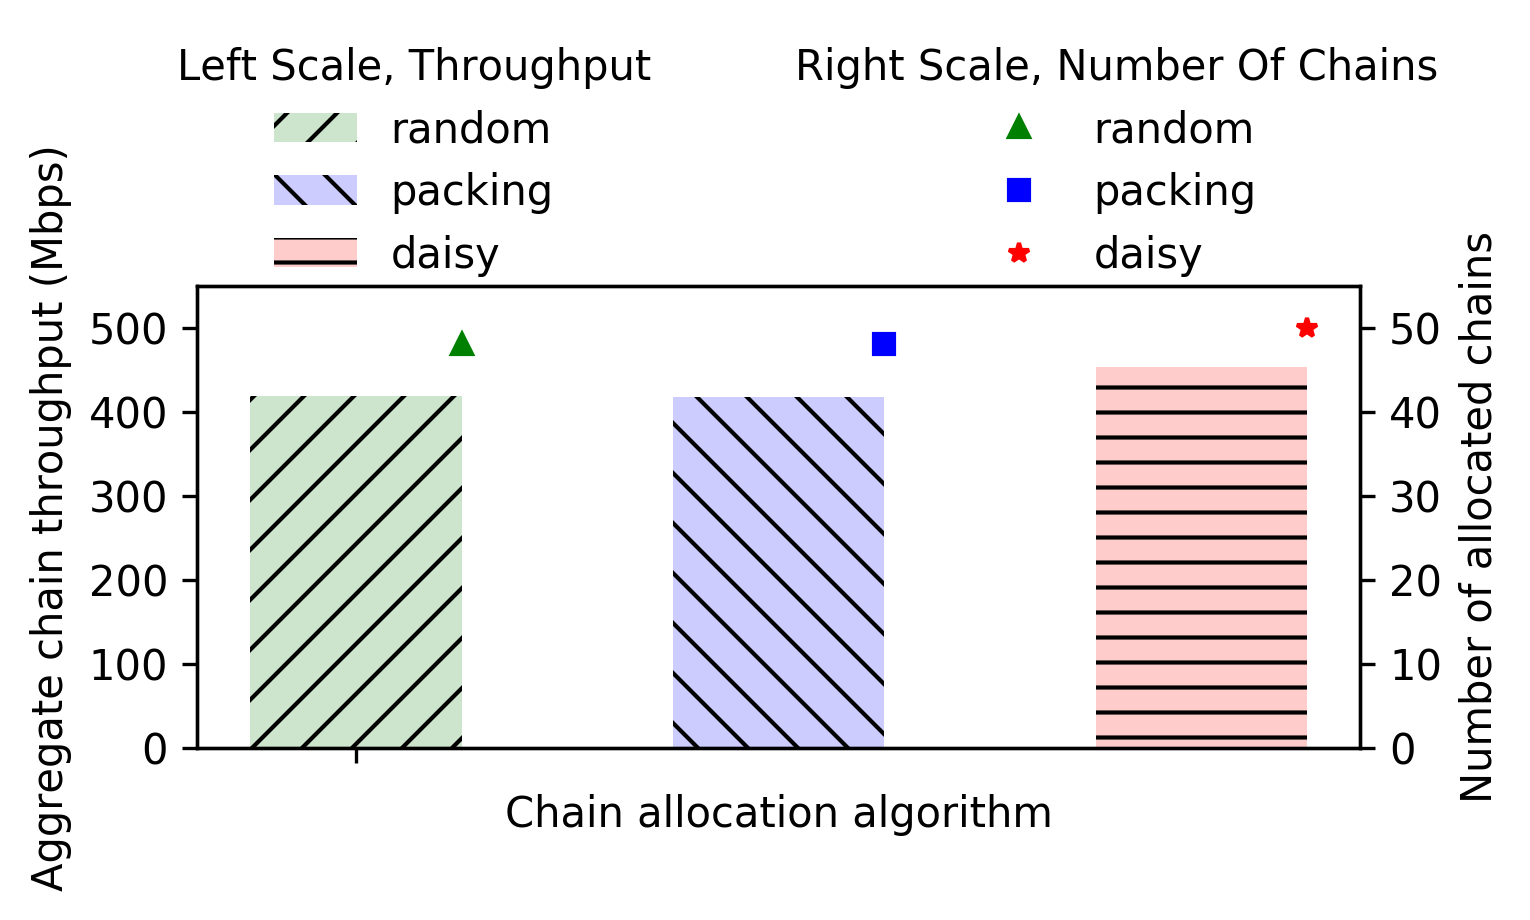 Left Scale, Throughput
random
packing
daisy
Right Scale, Number Of Chains
random
packing
daisy
Aggregate chain throughput (Mbps)
500
400
300
200
100
0
50
40
30
20
10
0
Number of allocated chains
Chain allocation algorithm